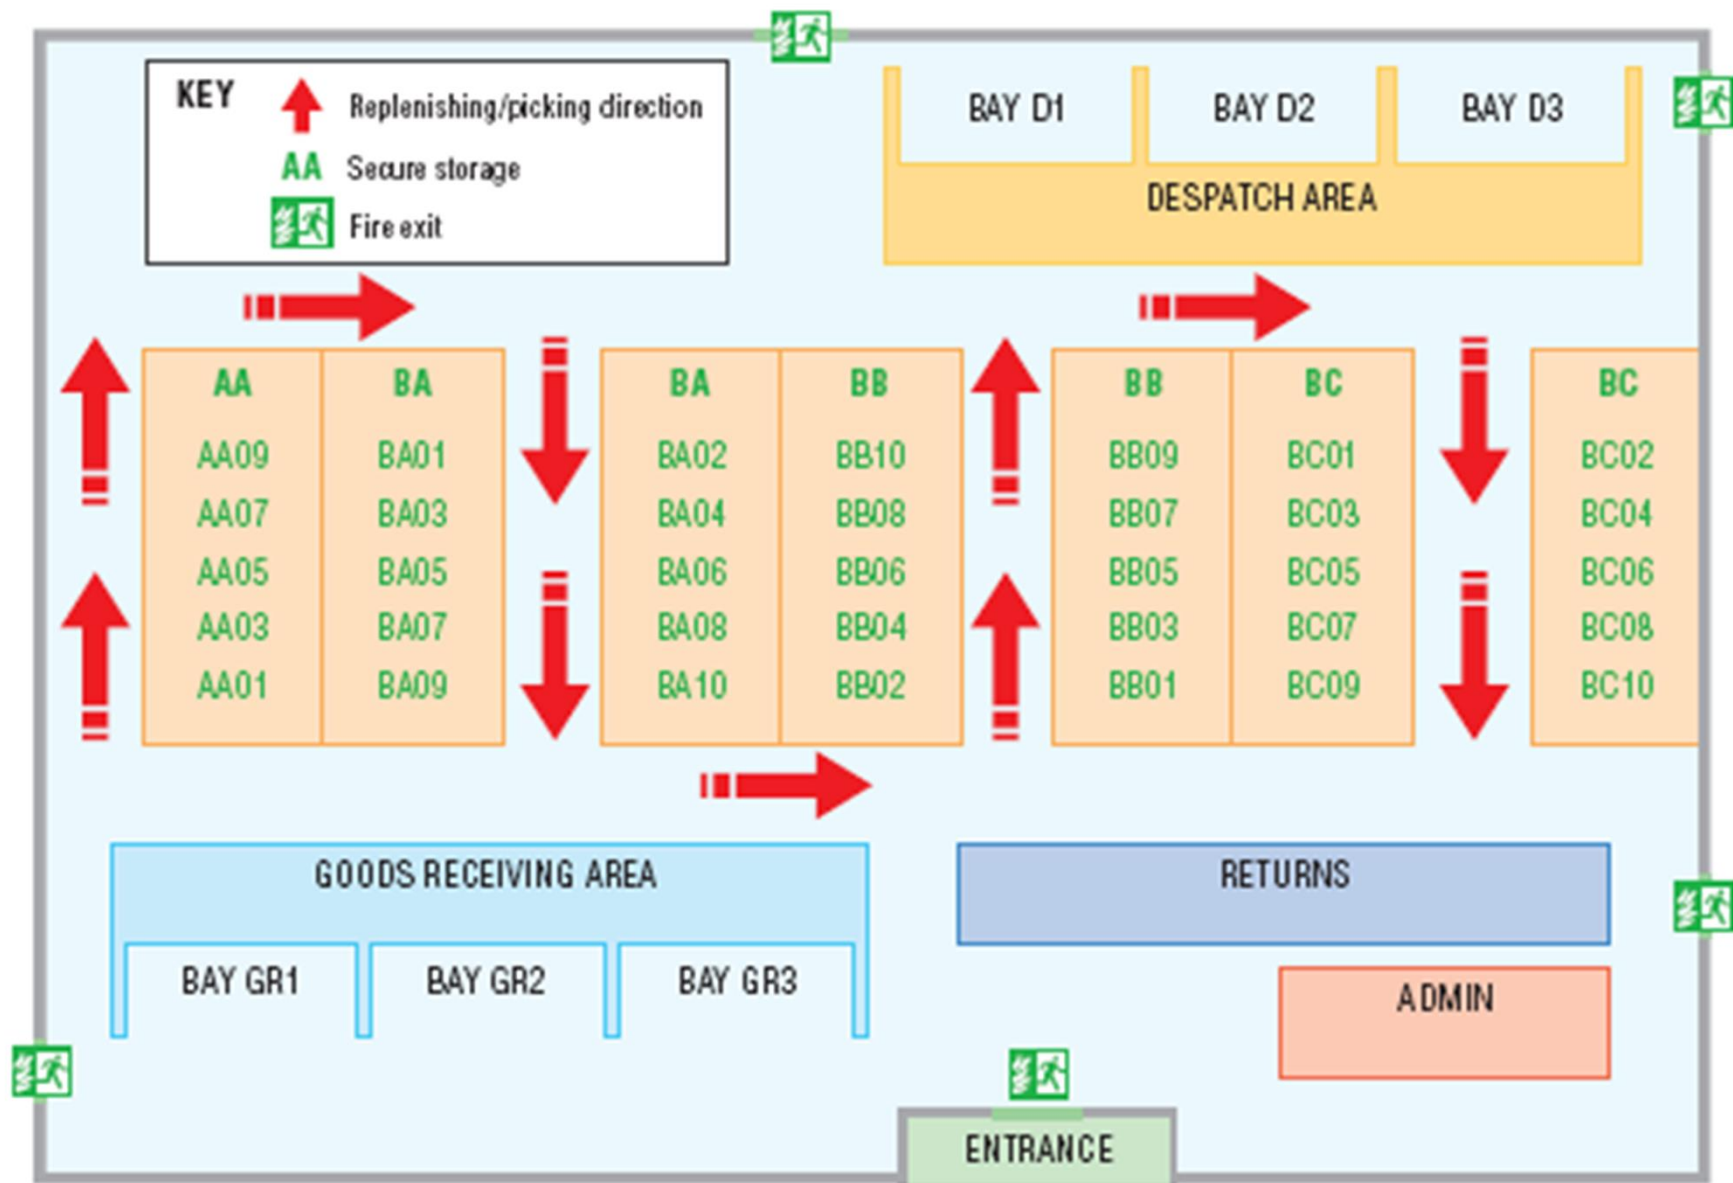 KEY
Replenishing/picking direction
AA Secure storage
Fire exit
BAY D1 BAY D2 BAY D3
DESPATCH AREA
AA BA BA BB BB BC BC
AA09 BA01 BA02 BB10 BB09 BC01 BC02
AA07 BA03 BA04 BB08 BB07 BC03 BC04
AA05 BA05 BA06 BB06 BB05 BC05 BC06
AA03 BA07 BA08 BB04 BB03 BC07 BC08
AA01 BA09 BA10 BB02 BB01 BC09 BC10
GOODS RECEIVING AREA RETURNS
BAY GR1 BAY GR2 BAY GR3
ADMIN
ENTRANCE